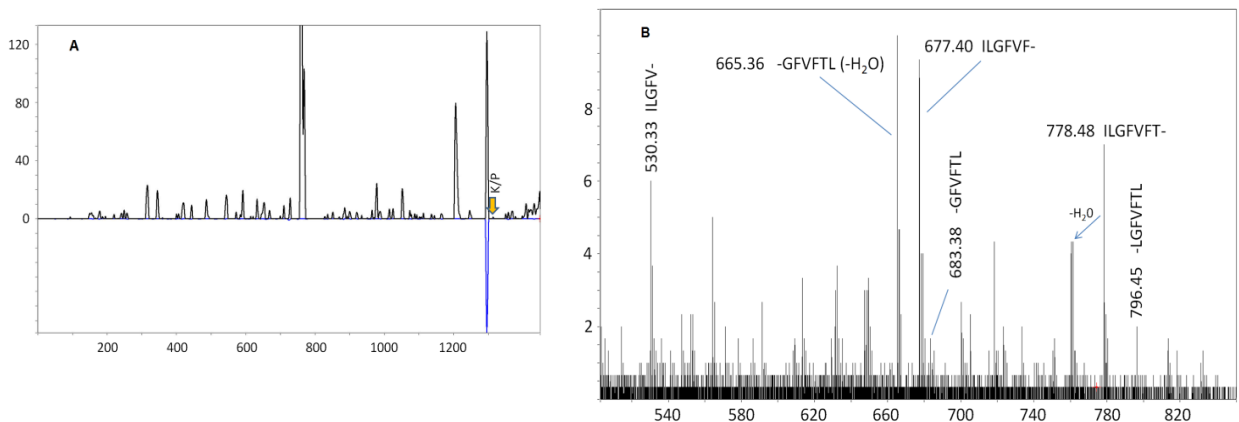 A
120
80
40
0
K/P
200
400
600
800
1000
1200
B
665.36 -GFVFTL (-H₂O)
677.40 ILGFVF-
530.33 ILGFV-
778.48 ILGFVFT-
683.38 -GFVFTL
-H₂0
796.45 -LGFVFTL
8
6
4
2
540
580
620
660
700
740
780
820